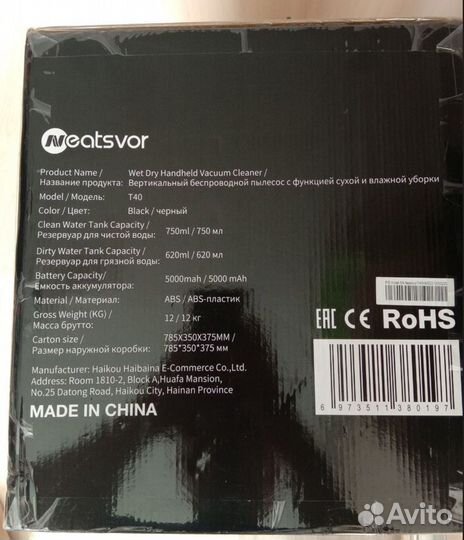 Neatsvor
Product Name / Wet Dry Handheld Vacuum Cleaner /
Название продукта: Вертикальный беспроводной пылесос с функцией сухой и влажной уборки
Model / Модель: T40
Color / Цвет: Black / черный
Clean Water Tank Capacity / 750ml / 750 мл
Резервуар для чистой воды:
Dirty Water Tank Capacity / 620ml / 620 мл
Резервуар для грязной воды:
Battery Capacity/ 5000mah / 5000 mAh
Ёмкость аккумулятора:
Material / Материал: ABS / ABS-пластик
Gross Weight (KG) / 12 / 12 кг
Масса брутто:
Carton size / 785X350X375MM /
Размер наружной коробки: 785*350*375 мм
Manufacturer: Haikou Haibaina E-Commerce Co.,Ltd.
Address: Room 1810-2, Block A,Huafa Mansion,
No.25 Datong Road, Haikou City, Hainan Province
MADE IN CHINA
EAC CE RoHS
6973511380197
Avito